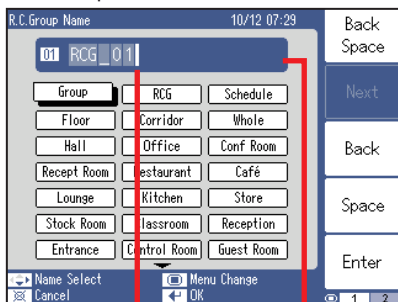 R.C.Group Name 10/12 07:29
01 RCG_01
Group RCG Schedule
Floor Corridor Whole
Hall Office Conf Room
Recept Room Restaurant Café
Lounge Kitchen Store
Stock Room Classroom Reception
Entrance Control Room Guest Room
Name Select Menu Change
Cancel OK
Back
Space
Next
Back
Space
Enter
1 2